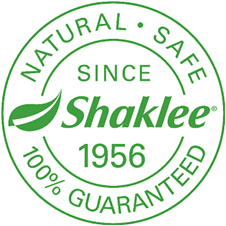 NATURAL • SAFE
SINCE
Shaklee®
1956
100% GUARANTEED